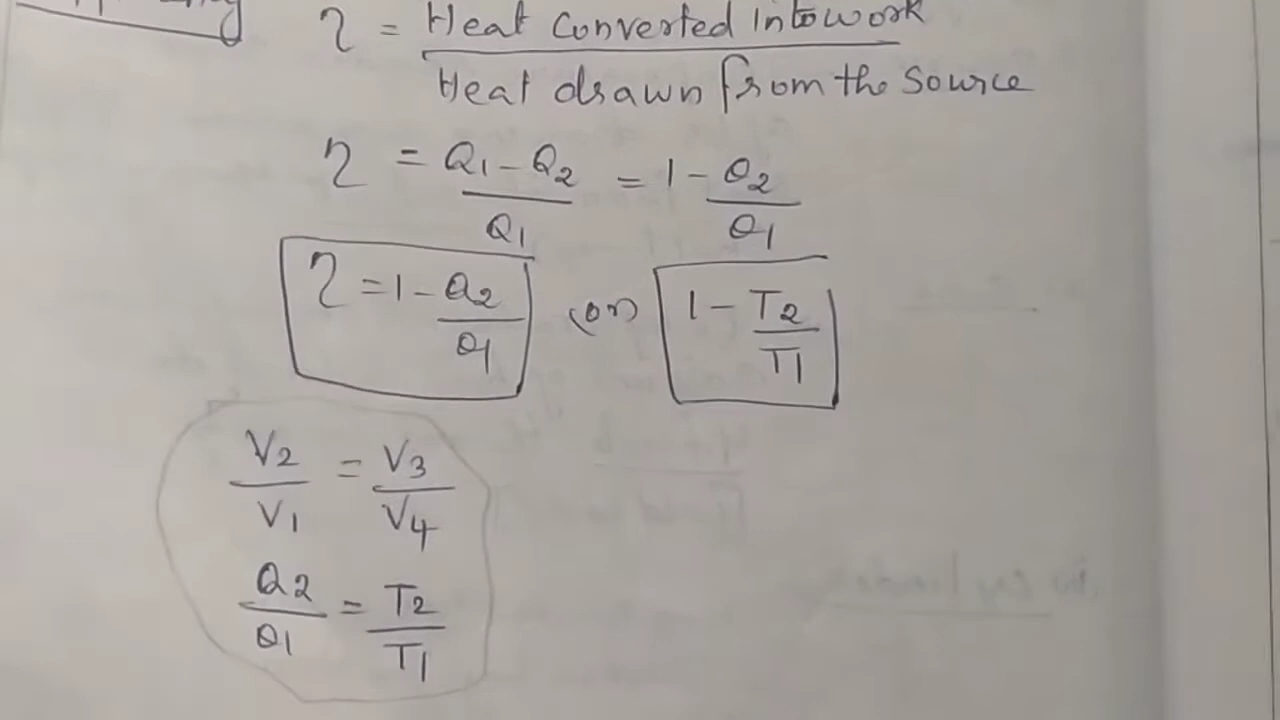 η = Heat Converted Into work / Heat drawn from the Source
η = Q1 - Q2 / Q1 = 1 - Q2 / Q1
η = 1 - Q2 / Q1 (or) 1 - T2 / T1
V2 / V1 = V3 / V4
Q2 / Q1 = T2 / T1